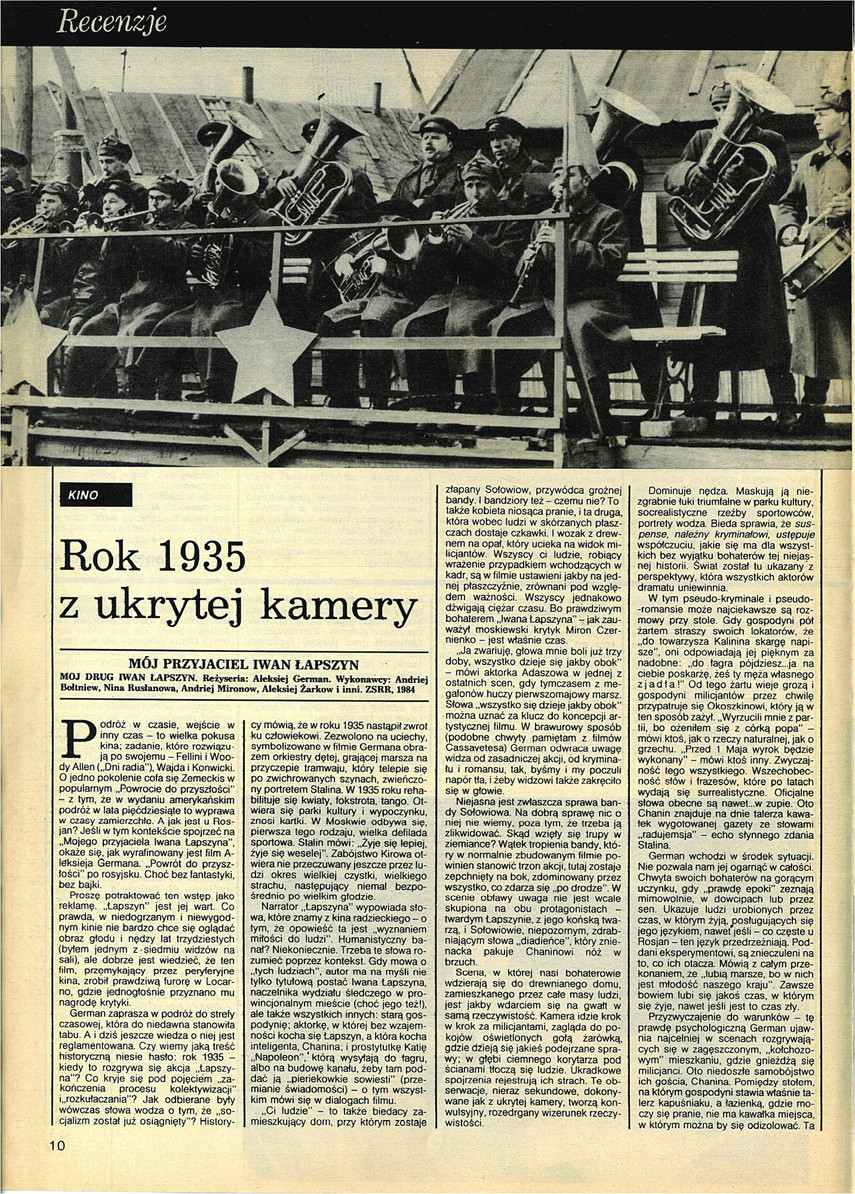 Recenzje
KINO
Rok 1935
z ukrytej kamery
MÓJ PRZYJACIEL IWAN ŁAPSZYN
MOJ DRUG IWAN ŁAPSZYN. Reżyseria: Aleksiej German. Wykonawcy: Andriej
Bołtniew, Nina Rusłanowa, Andriej Mironow, Aleksiej Żarkow i inni. ZSRR, 1984
Podróż w czasie, wejście w
inny czas – to wielka pokusa
kina; zadanie, które rozwiązu-
ją po swojemu – Fellini i Woo-
dy Allen („Dni radia”), Wajda i Konwicki.
O jedno pokolenie cofa się Zemeckis w
popularnym „Powrocie do przyszłości”
– z tym, że w wydaniu amerykańskim
podróż w lata pięćdziesiąte to wyprawa
w czasy zamierzchłe. A jak jest u Ros-
jan? Jeśli w tym kontekście spojrzeć na
„Mojego przyjaciela Iwana Łapszyna”,
okaże się, jak wyrafinowany jest film A-
leksieja Germana. „Powrót do przysz-
łości” po rosyjsku. Choć bez fantastyki,
bez bajki.
Proszę potraktować ten wstęp jako
reklamę. „Łapszyn” jest jej wart. Co
prawda, w niedogrzanym i niewygod-
nym kinie nie bardzo chce się oglądać
obraz głodu i nędzy lat trzydziestych
(byłem jednym z siedmiu widzów na
sali), ale dobrze jest wiedzieć, że ten
film, przemykający przez peryferyjne
kina, zrobił prawdziwą furorę w Locar-
no, gdzie jednogłośnie przyznano mu
nagrodę krytyki.
German zaprasza w podróż do strefy
czasowej, która do niedawna stanowiła
tabu. A i dziś jeszcze wiedza o niej jest
reglamentowana. Czy wiemy jaką treść
historyczną niesie hasło: rok 1935 –
kiedy to rozgrywa się akcja „Łapszy-
na”? Co kryje się pod pojęciem „za-
kończenia procesu kolektywizacji”
i „rozkułaczania”? Jak odbierane były
wówczas słowa wodza o tym, że „so-
cjalizm został już osiągnięty”? History-
cy mówią, że w roku 1935 nastąpił zwrot
ku człowiekowi. Zezwolono na uciechy,
symbolizowane w filmie Germana obra-
zem orkiestry dętej, grającej marsza na
przyczepie tramwaju, który telepie się
po zwichrowanych szynach, zwieńczo-
ny portretem Stalina. W 1935 roku reha-
bilituje się kwiaty, fokstrota, tango. Ot-
wiera się parki kultury i wypoczynku,
znosi kartki. W Moskwie odbywa się,
pierwsza tego rodzaju, wielka defilada
sportowa. Stalin mówi: „Żyje się lepiej,
żyje się weselej”. Zabójstwo Kirowa ot-
wiera nie przeczuwany jeszcze przez lu-
dzi okres wielkiej czystki, wielkiego
strachu, następujący niemal bezpo-
średnio po wielkim głodzie.
Narrator „Łapszyna” wypowiada sło-
wa, które znamy z kina radzieckiego – o
tym, że opowieść ta jest „wyznaniem
miłości do ludzi”. Humanistyczny ba-
nał? Niekoniecznie. Trzeba te słowa ro-
zumieć poprzez kontekst. Gdy mowa o
„tych ludziach”, autor ma na myśli nie
tylko tytułową postać Iwana Łapszyna,
naczelnika wydziału śledczego w pro-
wincjonalnym mieście (choć jego też!),
ale także wszystkich innych: starą gos-
podynię; aktorkę, w której bez wzajem-
ności kocha się Łapszyn, a która kocha
inteligenta, Chanina; i prostytutkę Katię
„Napoleon”, którą wysyłają do łagru,
albo na budowę kanału, żeby tam pod-
dać ją „pieriekowkie sowiesti” (prze-
mianie świadomości) – o tym wszyst-
kim mówi się w dialogach filmu.
„Ci ludzie” – to także biedacy za-
mieszkujący dom, przy którym zostaje
złapany Sołowiow, przywódca groźnej
bandy. I bandziory też – czemu nie? To
także kobieta niosąca pranie, i ta druga,
która wobec ludzi w skórzanych płasz-
czach dostaje czkawki. I wozak z drew-
nem na opał, który ucieka na widok mi-
licjantów. Wszyscy ci ludzie, robiący
wrażenie przypadkiem wchodzących w
kadr, są w filmie ustawieni jakby na jed-
nej płaszczyźnie, zrównani pod wzglę-
dem ważności. Wszyscy jednakowo
dźwigają ciężar czasu. Bo prawdziwym
bohaterem „Iwana Łapszyna” – jak zau-
ważył moskiewski krytyk Miron Czer-
nienko – jest właśnie czas.
„Ja zwariuję, głowa mnie boli już trzy
doby, wszystko dzieje się jakby obok”
– mówi aktorka Adaszowa w jednej z
ostatnich scen, gdy tymczasem z me-
gafonów huczy pierwszomajowy marsz.
Słowa „wszystko się dzieje jakby obok”
można uznać za klucz do koncepcji ar-
tystycznej filmu. W brawurowy sposób
(podobne chwyty pamiętam z filmów
Cassavetesa) German odwraca uwagę
widza od zasadniczej akcji, od krymina-
łu i romansu, tak, byśmy i my poczuli
napór tła, i żeby widzowi także zakręciło
się w głowie.
Niejasna jest zwłaszcza sprawa ban-
dy Sołowiowa. Na dobrą sprawę nic o
niej nie wiemy, poza tym, że trzeba ją
zlikwidować. Skąd wzięły się trupy w
ziemiance? Wątek tropienia bandy, któ-
ry w normalnie zbudowanym filmie po-
winien stanowić trzon akcji, tutaj zostaje
zepchnięty na bok, zdominowany przez
wszystko, co zdarza się „po drodze”. W
scenie obławy uwaga nie jest wcale
skupiona na obu protagonistach –
twardym Łapszynie, z jego końską twa-
rzą, i Sołowiowie, niepozornym, zdrab-
niającym słowa „diadieńce”, który znie-
nacka pakuje Chaninowi nóż w
brzuch.
Scena, w której nasi bohaterowie
wdzierają się do drewnianego domu,
zamieszkanego przez całe masy ludzi,
jest jakby wdarciem się na gwałt w
samą rzeczywistość. Kamera idzie krok
w krok za milicjantami, zagląda do po-
kojów oświetlonych gołą żarówką,
gdzie dzieją się jakieś podejrzane spra-
wy; w głębi ciemnego korytarza pod
ścianami tłoczą się ludzie. Ukradkowe
spojrzenia rejestrują ich strach. Te ob-
serwacje, nieraz sekundowe, dokony-
wane jak z ukrytej kamery, tworzą kon-
wulsyjny, rozedrgany wizerunek rzeczy-
wistości.
Dominuje nędza. Maskują ją nie-
zgrabnie łuki triumfalne w parku kultury,
socrealistyczne rzeźby sportowców,
portrety wodza. Bieda sprawia, że sus-
pense, należny kryminałowi, ustępuje
współczuciu, jakie się ma dla wszyst-
kich bez wyjątku bohaterów tej niejas-
nej historii. Świat został tu ukazany z
perspektywy, która wszystkich aktorów
dramatu uniewinnia.
W tym pseudo-kryminale i pseudo-
-romansie może najciekawsze są roz-
mowy przy stole. Gdy gospodyni pół
żartem straszy swoich lokatorów, że
„do towarzysza Kalinina skargę napi-
sze”, oni odpowiadają jej pięknym za
nadobne: „do łagra pójdziesz...ja na
ciebie poskarżę, żeś ty męża własnego
zjadła!” Od tego żartu wieje grozą i
gospodyni milicjantów przez chwilę
przypatruje się Okoszkinowi, który ją w
ten sposób zażył. „Wyrzucili mnie z par-
tii, bo ożeniłem się z córką popa” –
mówi ktoś, jak o rzeczy naturalnej, jak o
grzechu. „Przed 1 Maja wyrok będzie
wykonany” – mówi ktoś inny. Zwyczaj-
ność tego wszystkiego. Wszechobec-
ność słów i frazesów, które po latach
wydają się surrealistyczne. Oficjalne
słowa obecne są nawet...w zupie. Oto
Chanin znajduje na dnie talerza kawa-
łek wygotowanej gazety ze słowami
„radujemsja” – echo słynnego zdania
Stalina.
German wchodzi w środek sytuacji.
Nie pozwala nam jej ogarnąć w całości.
Chwyta swoich bohaterów na gorącym
uczynku, gdy „prawdę epoki” zeznają
mimowolnie, w dowcipach lub przez
sen. Ukazuje ludzi urobionych przez
czas, w którym żyją, posługujących się
jego językiem, nawet jeśli – co częste u
Rosjan – ten język przedrzeźniają. Pod-
dani eksperymentowi, są znieczuleni na
to, co ich otacza. Mówią z całym prze-
konaniem, że „lubią marsze, bo w nich
jest młodość naszego kraju”. Zawsze
bowiem lubi się jakoś czas, w którym
się żyje, nawet jeśli jest to czas zły.
Przyzwyczajenie do warunków – tę
prawdę psychologiczną German ujaw-
nia najcelniej w scenach rozgrywają-
cych się w zagęszczonym, „kołchozo-
wym” mieszkaniu, gdzie gnieżdżą się
milicjanci. Oto niedoszłe samobójstwo
ich gościa, Chanina. Pomiędzy stołem,
na którym gospodyni stawia właśnie ta-
lerz kapuśniaku, a łazienką, gdzie mo-
czy się pranie, nie ma kawałka miejsca,
w którym można by się odizolować. Ta
10